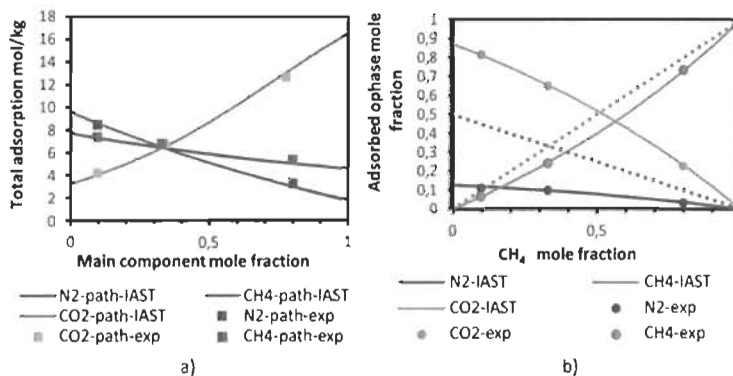 Total adsorption mol/kg
18
16
14
12
10
8
6
4
2
0
0
0,5
1
Main component mole fraction
N2-path-IAST
CH4-path-IAST
CO2-path-IAST
N2-path-exp
CO2-path-exp
CH4-path-exp
a)
Adsorbed ophase mole
fraction
1
0,9
0,8
0,7
0,6
0,5
0,4
0,3
0,2
0,1
0
0
0,5
1
CH₄ mole fraction
N2-IAST
CH4-IAST
CO2-IAST
N2-exp
CO2-exp
CH4-exp
b)